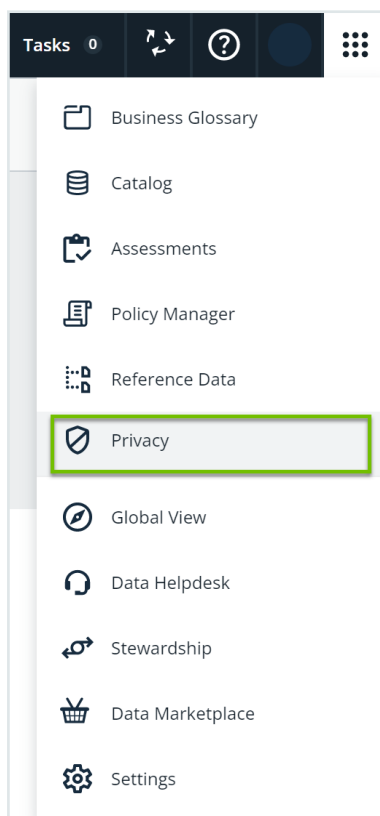 Tasks 0
Business Glossary
Catalog
Assessments
Policy Manager
Reference Data
Privacy
Global View
Data Helpdesk
Stewardship
Data Marketplace
Settings